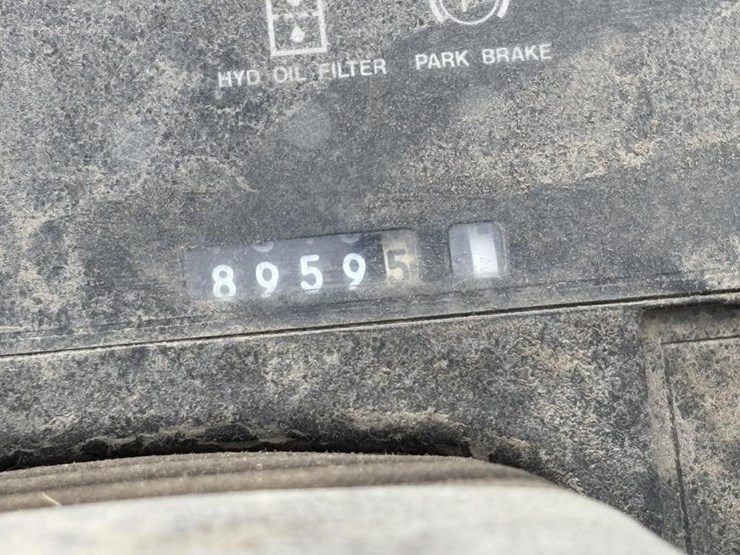 HYD OIL FILTER PARK BRAKE
89595